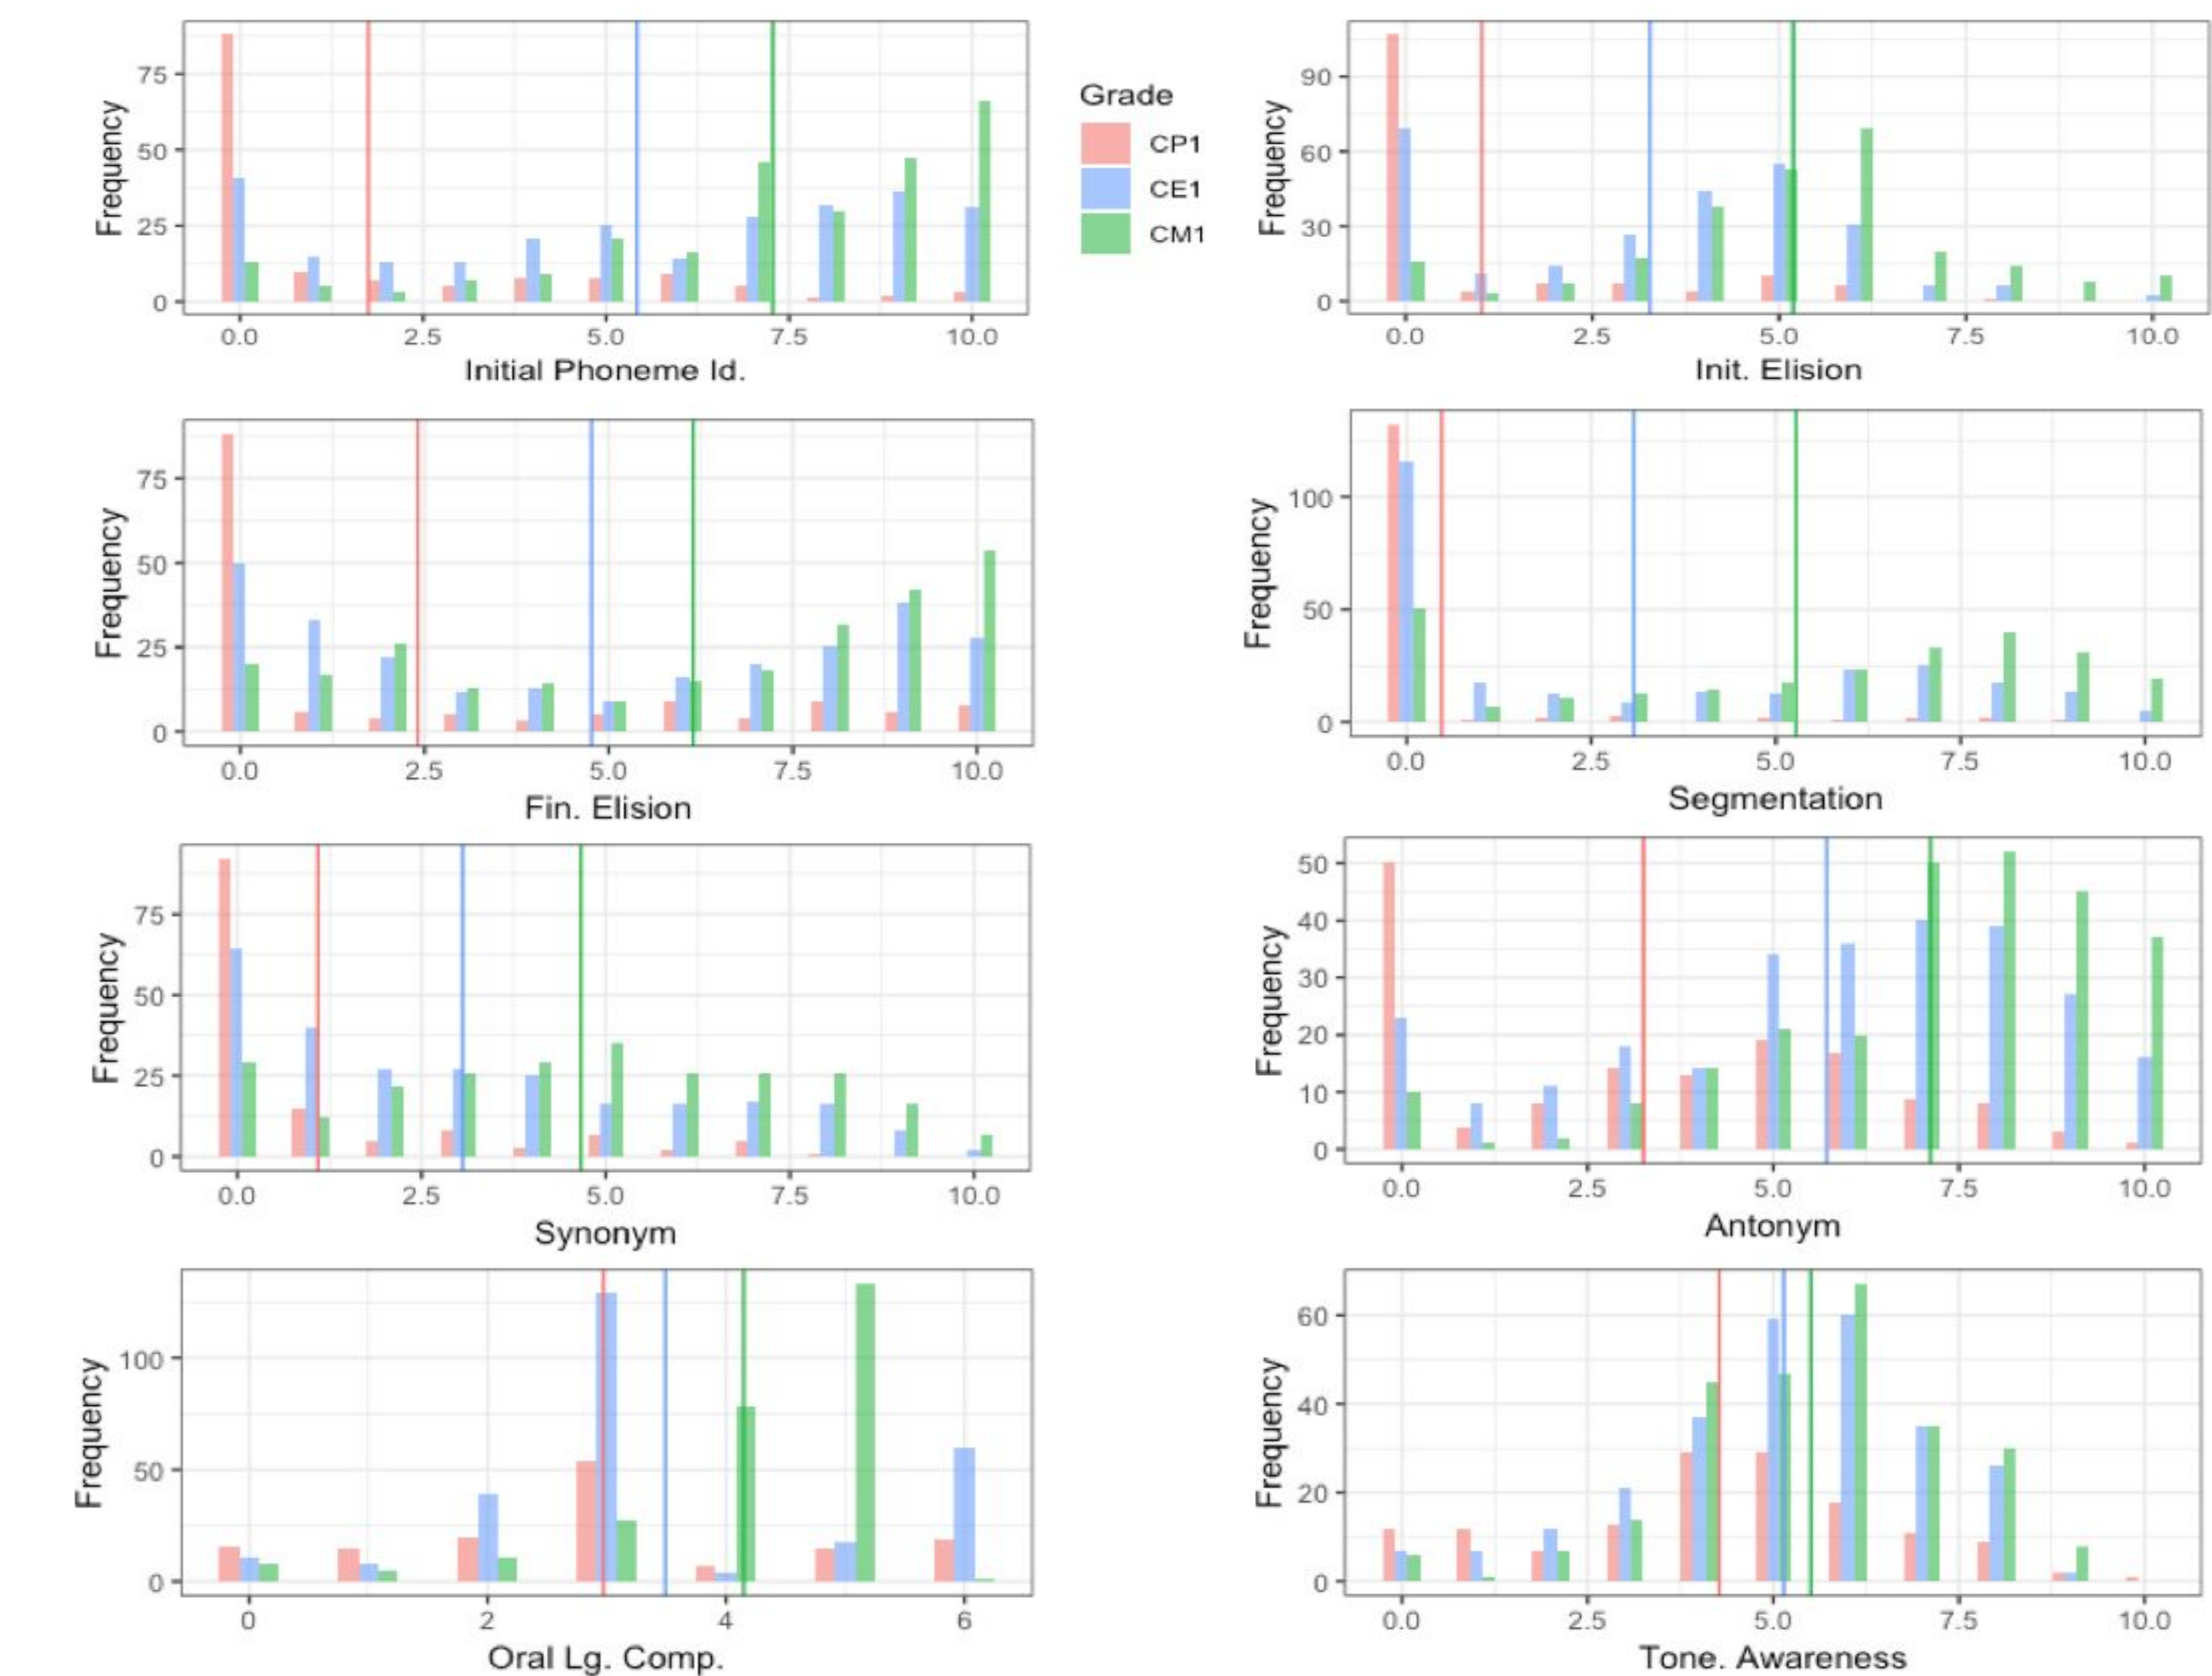 Frequency
75
50
25
0
0.0 2.5 5.0 7.5 10.0
Initial Phoneme Id.
Grade
CP1
CE1
CM1
Frequency
90
60
30
0
0.0 2.5 5.0 7.5 10.0
Init. Elision
Frequency
75
50
25
0
0.0 2.5 5.0 7.5 10.0
Fin. Elision
Frequency
100
50
0
0.0 2.5 5.0 7.5 10.0
Segmentation
Frequency
75
50
25
0
0.0 2.5 5.0 7.5 10.0
Synonym
Frequency
50
40
30
20
10
0
0.0 2.5 5.0 7.5 10.0
Antonym
Frequency
100
50
0
0 2 4 6
Oral Lg. Comp.
Frequency
60
40
20
0
0.0 2.5 5.0 7.5 10.0
Tone. Awareness